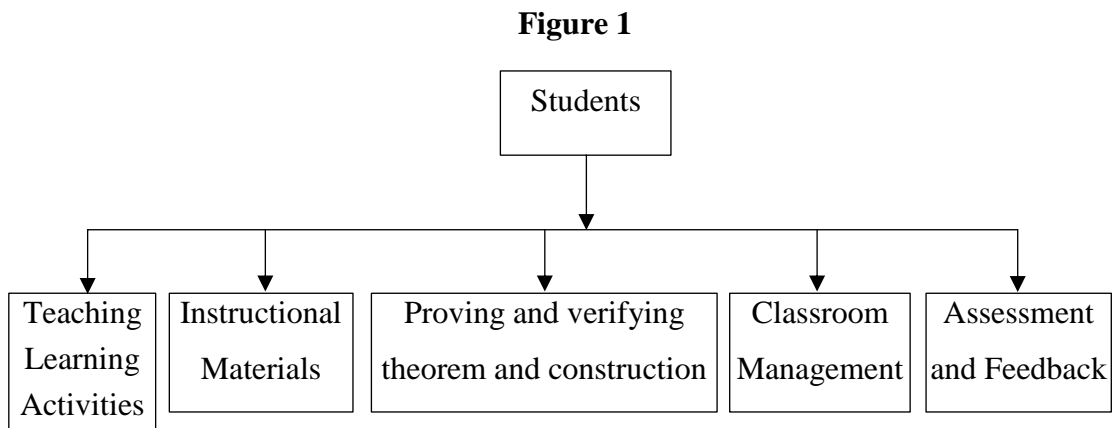 Figure 1
Students
Teaching
Learning
Activities
Instructional
Materials
Proving and verifying
theorem and construction
Classroom
Management
Assessment
and Feedback